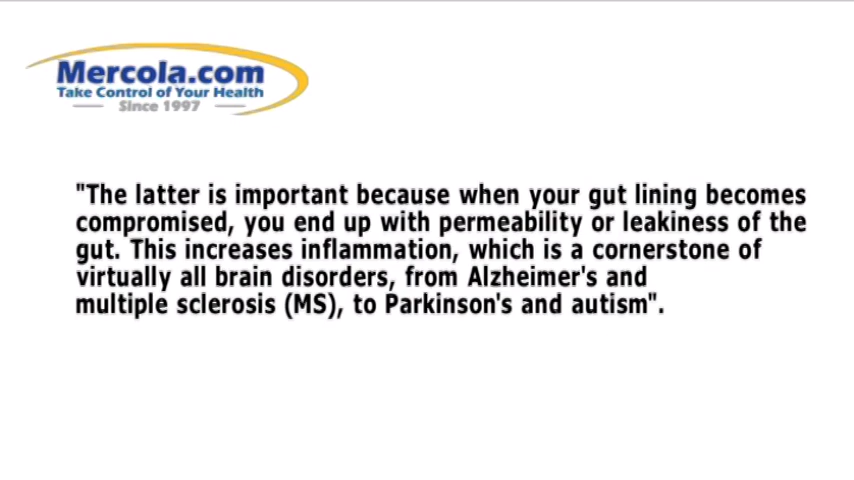 Mercola.com
Take Control of Your Health
Since 1997
"The latter is important because when your gut lining becomes
compromised, you end up with permeability or leakiness of the
gut. This increases inflammation, which is a cornerstone of
virtually all brain disorders, from Alzheimer's and
multiple sclerosis (MS), to Parkinson's and autism".